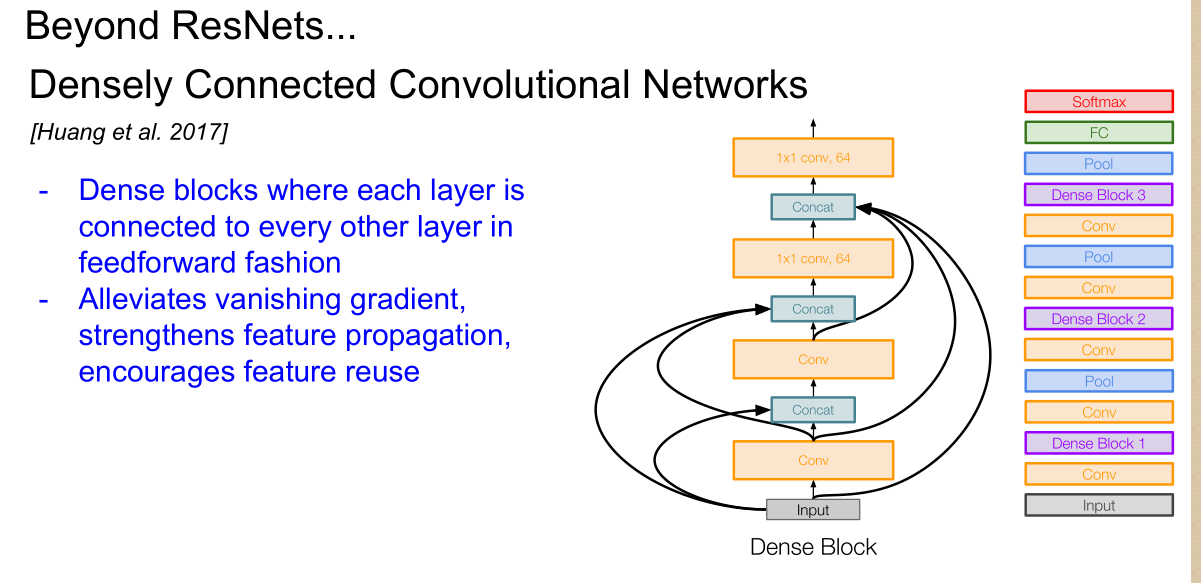 Beyond ResNets...
Densely Connected Convolutional Networks
[Huang et al. 2017]
- Dense blocks where each layer is
connected to every other layer in
feedforward fashion
- Alleviates vanishing gradient,
strengthens feature propagation,
encourages feature reuse
1x1 conv, 64
Concat
1x1 conv, 64
Concat
Conv
Concat
Conv
Input
Dense Block
Softmax
FC
Pool
Dense Block 3
Conv
Pool
Conv
Dense Block 2
Conv
Pool
Conv
Dense Block 1
Conv
Input